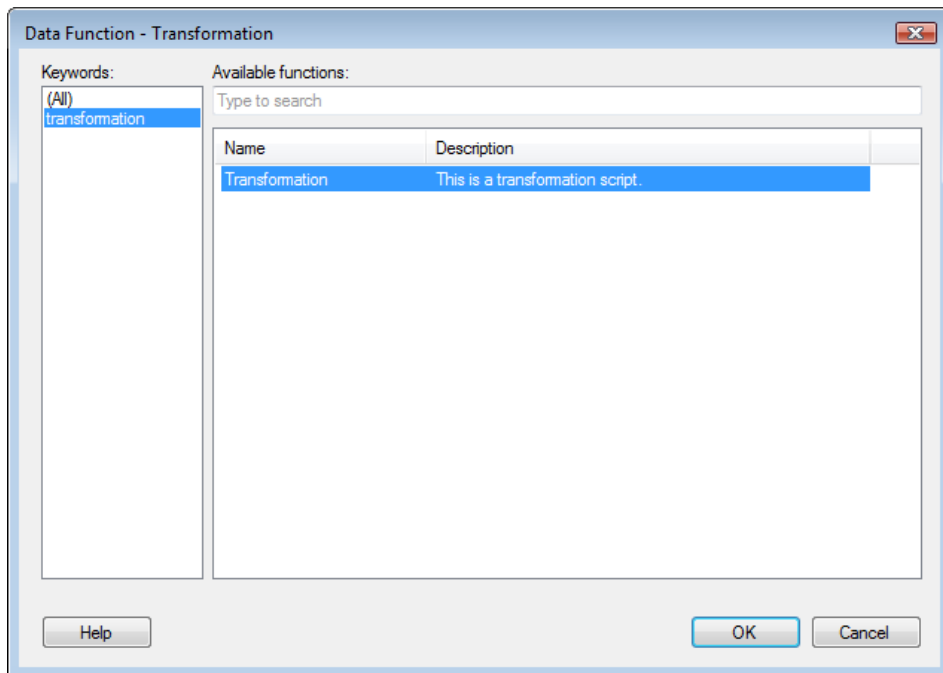 Data Function - Transformation
Keywords:
(All)
transformation
Available functions:
Type to search
Name Description
Transformation This is a transformation script.
Help OK Cancel